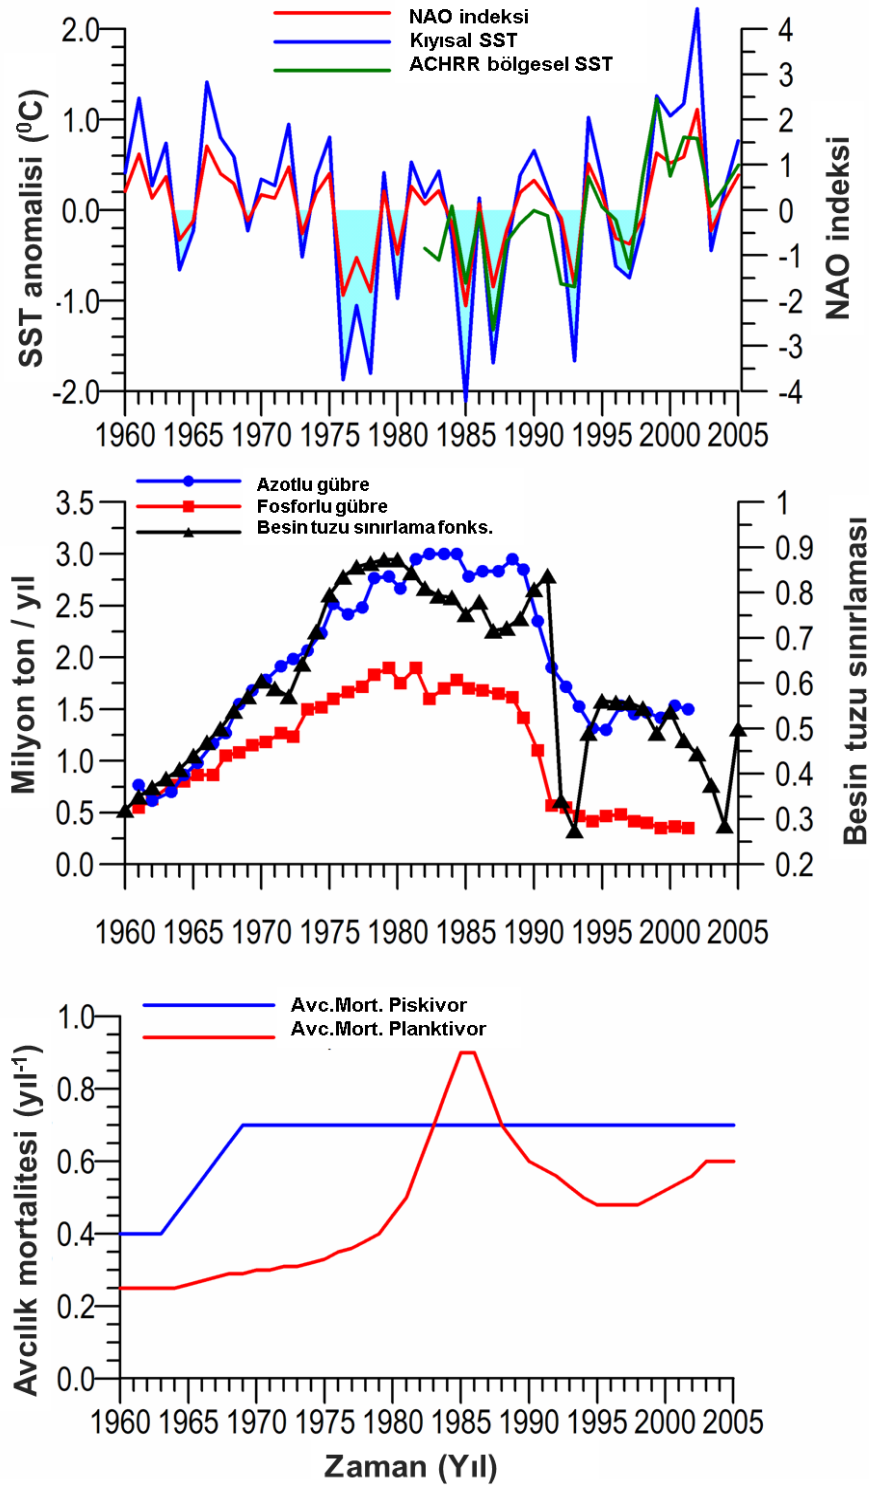 NAO indeksi
Kıyısal SST
ACHRR bölgesel SST
SST anomalisi (⁰C)
2.0
1.0
0.0
-1.0
-2.0
NAO indeksi
4
3
2
1
0
-1
-2
-3
-4
1960 1965 1970 1975 1980 1985 1990 1995 2000 2005
Azotlu gübre
Fosforlu gübre
Besin tuzu sınırlama fonks.
Milyon ton / yıl
3.5
3.0
2.5
2.0
1.5
1.0
0.5
0.0
Besin tuzu sınırlaması
1
0.9
0.8
0.7
0.6
0.5
0.4
0.3
0.2
1960 1965 1970 1975 1980 1985 1990 1995 2000 2005
Avc.Mort. Piskivor
Avc.Mort. Planktivor
Avcılık mortalitesi (yıl⁻¹)
1.0
0.8
0.6
0.4
0.2
0.0
1960 1965 1970 1975 1980 1985 1990 1995 2000 2005
Zaman (Yıl)